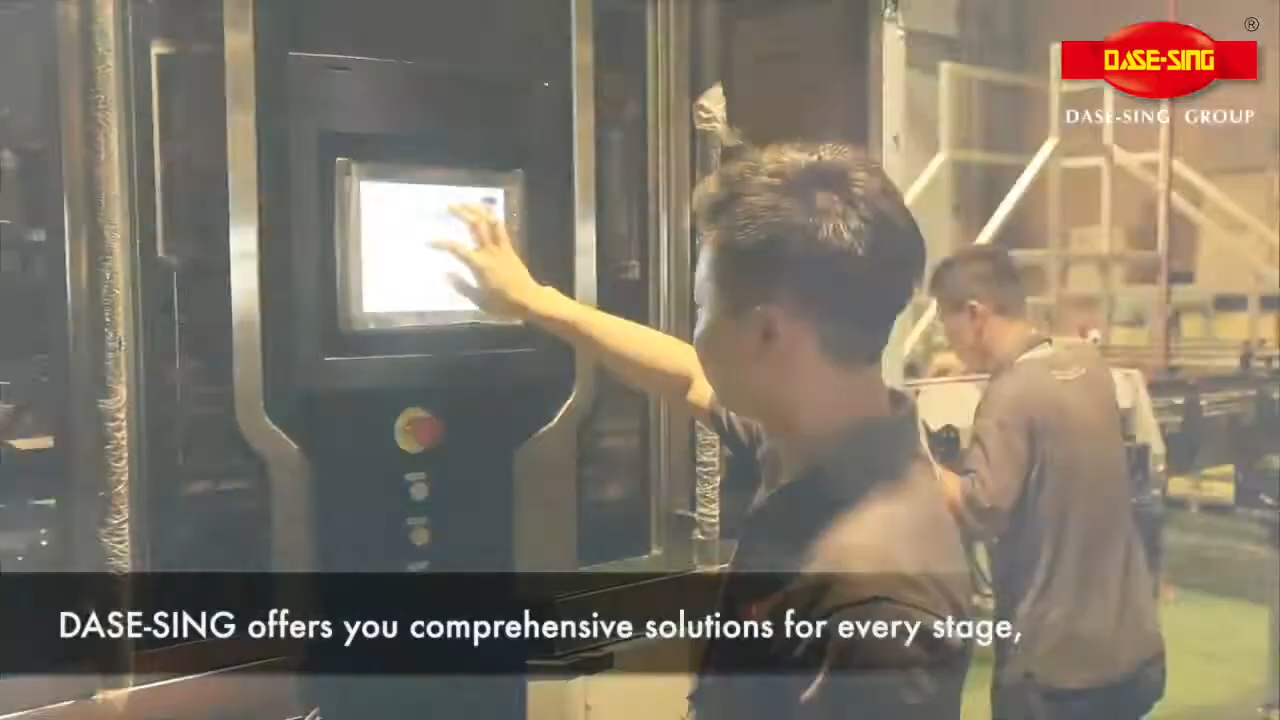 ®
DASE-SING
DASE-SING GROUP
DASE-SING offers you comprehensive solutions for every stage,